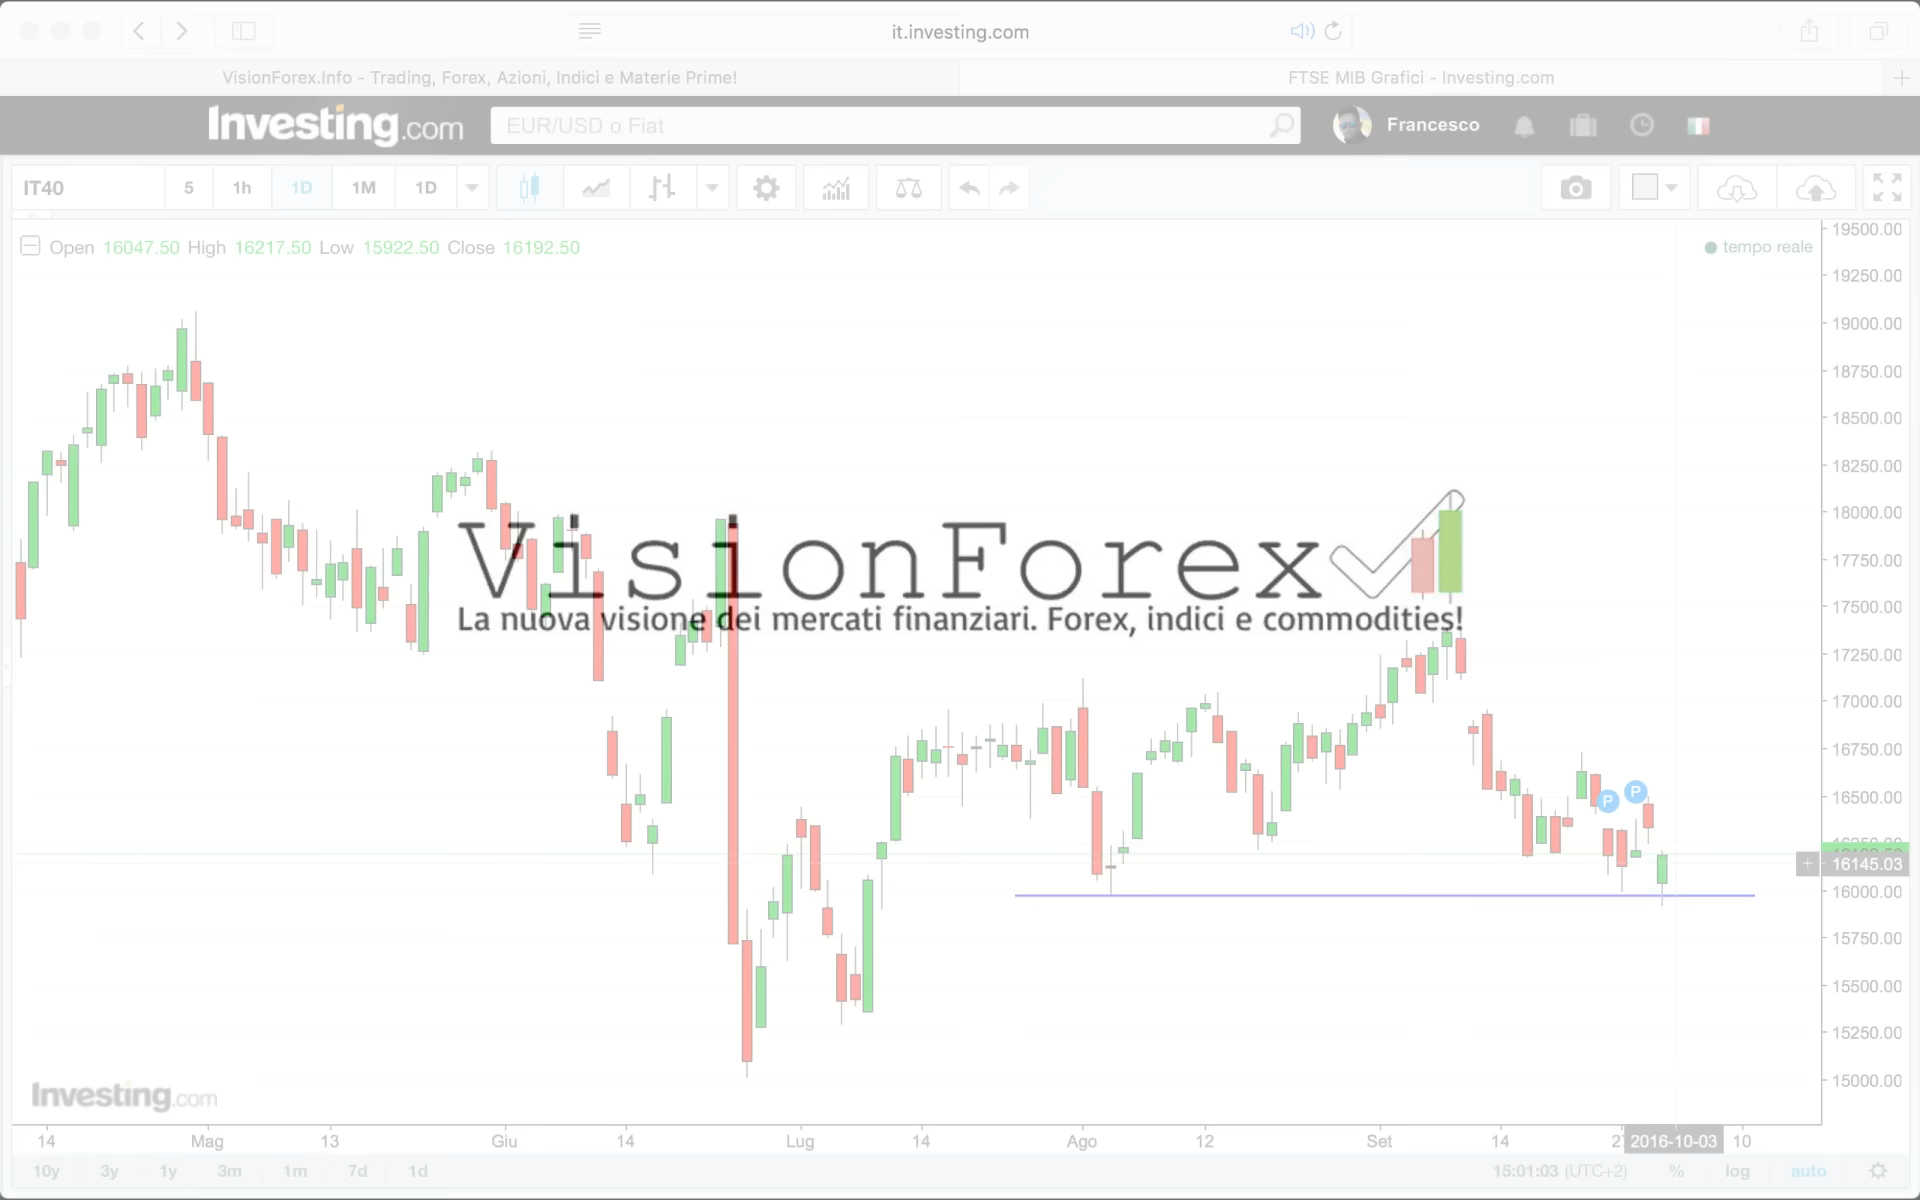 it.investing.com
VisionForex.Info - Trading, Forex, Azioni, Indici e Materie Prime!
FTSE MIB Grafici - Investing.com
Investing.com
EUR/USD o Fiat
Francesco
IT40 5 1h 1D 1M 1D
Open 16047.50 High 16217.50 Low 15922.50 Close 16192.50
tempo reale
19500.00
19250.00
19000.00
18750.00
18500.00
18250.00
18000.00
17750.00
17500.00
17250.00
17000.00
16750.00
16500.00
16145.03
16000.00
15750.00
15500.00
15250.00
15000.00
VisionForex
La nuova visione dei mercati finanziari. Forex, indici e commodities!
P P
Investing.com
14 Mag 13 Giu 14 Lug 14 Ago 12 Set 14 2016-10-03 10
10y 3y 1y 3m 1m 7d 1d
15:01:03 (UTC+2) % log auto